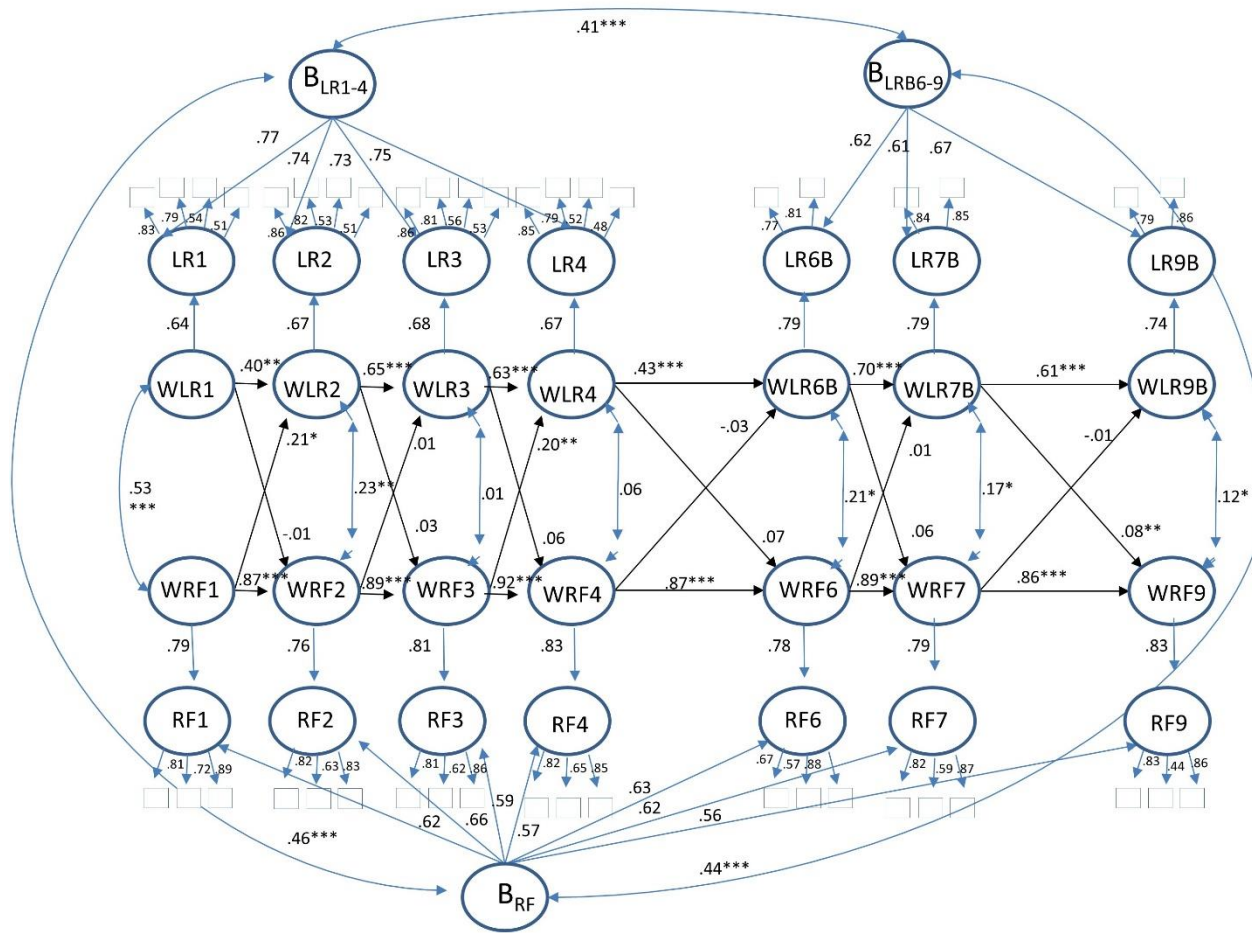 .41***
B LR1-4
B LRB6-9
.77
.74
.73
.75
.62
.61
.67
.83 .79 .54 .51
.86 .82 .53 .51
.86 .81 .56 .53
.85 .79 .52 .48
.77 .81
.84 .85
.79 .86
LR1 LR2 LR3 LR4 LR6B LR7B LR9B
.64 .67 .68 .67 .79 .79 .74
.40** .65*** .63*** .43*** .70*** .61***
WLR1 WLR2 WLR3 WLR4 WLR6B WLR7B WLR9B
.21* .01 .20** -.03 .01 -.01
.53
***
.23** .01 .06 .21* .17* .12*
-.01 .03 .06 .07 .06 .08**
.87*** .89*** .92*** .87*** .89*** .86***
WRF1 WRF2 WRF3 WRF4 WRF6 WRF7 WRF9
.79 .76 .81 .83 .78 .79 .83
RF1 RF2 RF3 RF4 RF6 RF7 RF9
.81 .72 .89
.82 .63 .83
.81 .62 .86
.82 .65 .85
.67 .57 .88
.82 .59 .87
.83 .44 .86
.62 .66 .59 .57 .63 .62 .56
.46***
.44***
B RF